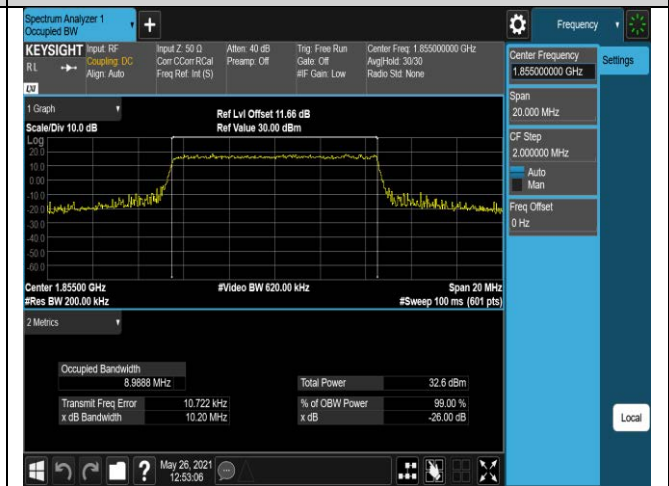 Spectrum Analyzer 1
Occupied BW
+
Frequency
KEYSIGHT Input: RF Input Z: 50 Ω Atten: 40 dB Trig: Free Run Center Freq: 1.855000000 GHz
RL Coupling: DC Corr CCorr RCal Preamp: Off Gate: Off Avg|Hold: 30/30
Align: Auto Freq Ref: Int (S) #IF Gain: Low Radio Std: None
LXI
Center Frequency
1.855000000 GHz
Settings
Span
20.000 MHz
CF Step
2.000000 MHz
Auto
Man
Freq Offset
0 Hz
Local
1 Graph
Ref Lvl Offset 11.66 dB
Scale/Div 10.0 dB Ref Value 30.00 dBm
Log
20.0
10.0
0.00
-10.0
-20.0
-30.0
-40.0
-50.0
-60.0
Center 1.85500 GHz #Video BW 620.00 kHz Span 20 MHz
#Res BW 200.00 kHz #Sweep 100 ms (601 pts)
2 Metrics
Occupied Bandwidth
8.9888 MHz Total Power 32.6 dBm
Transmit Freq Error 10.722 kHz % of OBW Power 99.00 %
x dB Bandwidth 10.20 MHz x dB -26.00 dB
? May 26, 2021
12:53:06